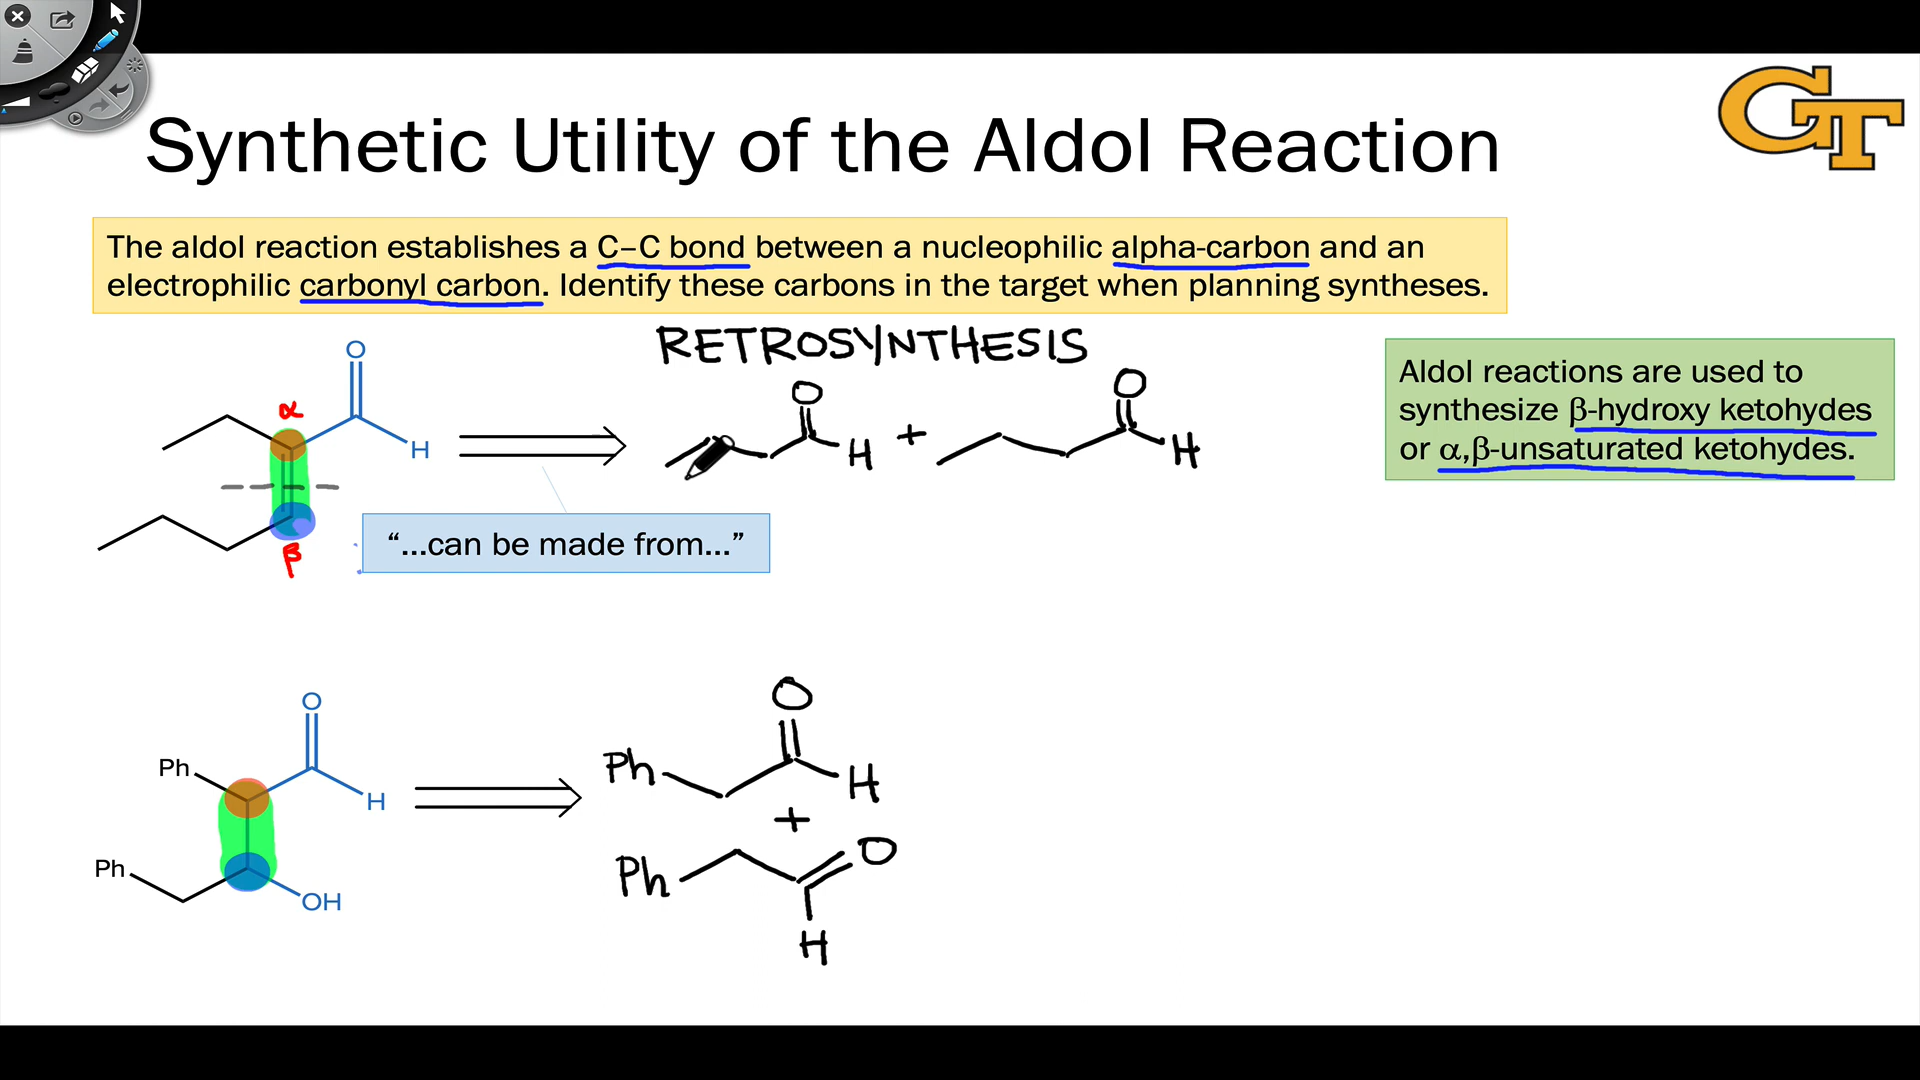 GT
Synthetic Utility of the Aldol Reaction
The aldol reaction establishes a C–C bond between a nucleophilic alpha-carbon and an
electrophilic carbonyl carbon. Identify these carbons in the target when planning syntheses.
RETROSYNTHESIS
Aldol reactions are used to
synthesize β-hydroxy ketohydes
or α,β-unsaturated ketohydes.
O
α
H
β
O
H
+
O
H
“...can be made from...”
O
Ph
H
Ph
OH
O
Ph
H
+
Ph
O
H